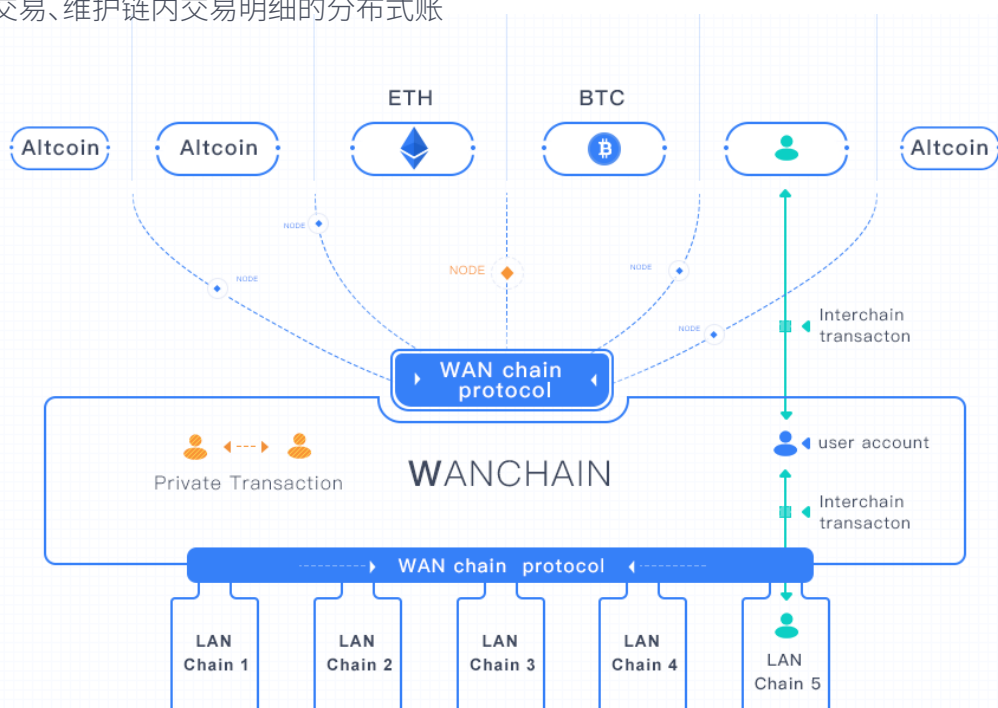 交易、维护链内交易明细的分布式账
ETH
BTC
Altcoin
Altcoin
Altcoin
NODE
NODE
NODE
NODE
NODE
Interchain
transacton
WAN chain
protocol
user account
Private Transaction
WANCHAIN
Interchain
transacton
WAN chain protocol
LAN
Chain 1
LAN
Chain 2
LAN
Chain 3
LAN
Chain 4
LAN
Chain 5